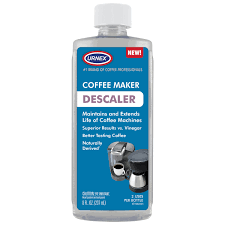 URNEX
NEW!
#1 BRAND OF COFFEE PROFESSIONALS
COFFEE MAKER
DESCALER
Maintains and Extends
Life of Coffee Machines
Superior Results vs. Vinegar
Better Tasting Coffee
Naturally
Derived
2 USES
PER BOTTLE